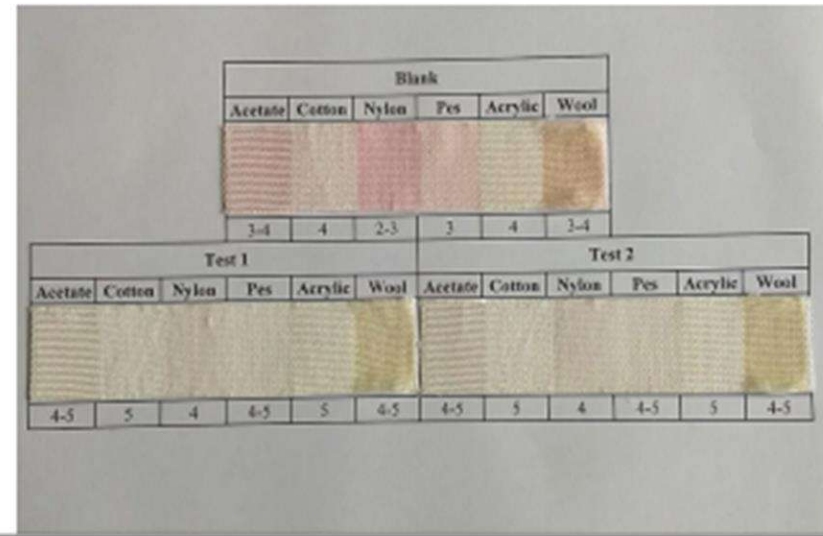 Blank
Acetate Cotton Nylon Pes Acrylic Wool
3-4 4 2-3 3 4 3-4
Test 1 Test 2
Acetate Cotton Nylon Pes Acrylic Wool Acetate Cotton Nylon Pes Acrylic Wool
4-5 5 4 4-5 5 4-5 4-5 5 4 4-5 5 4-5